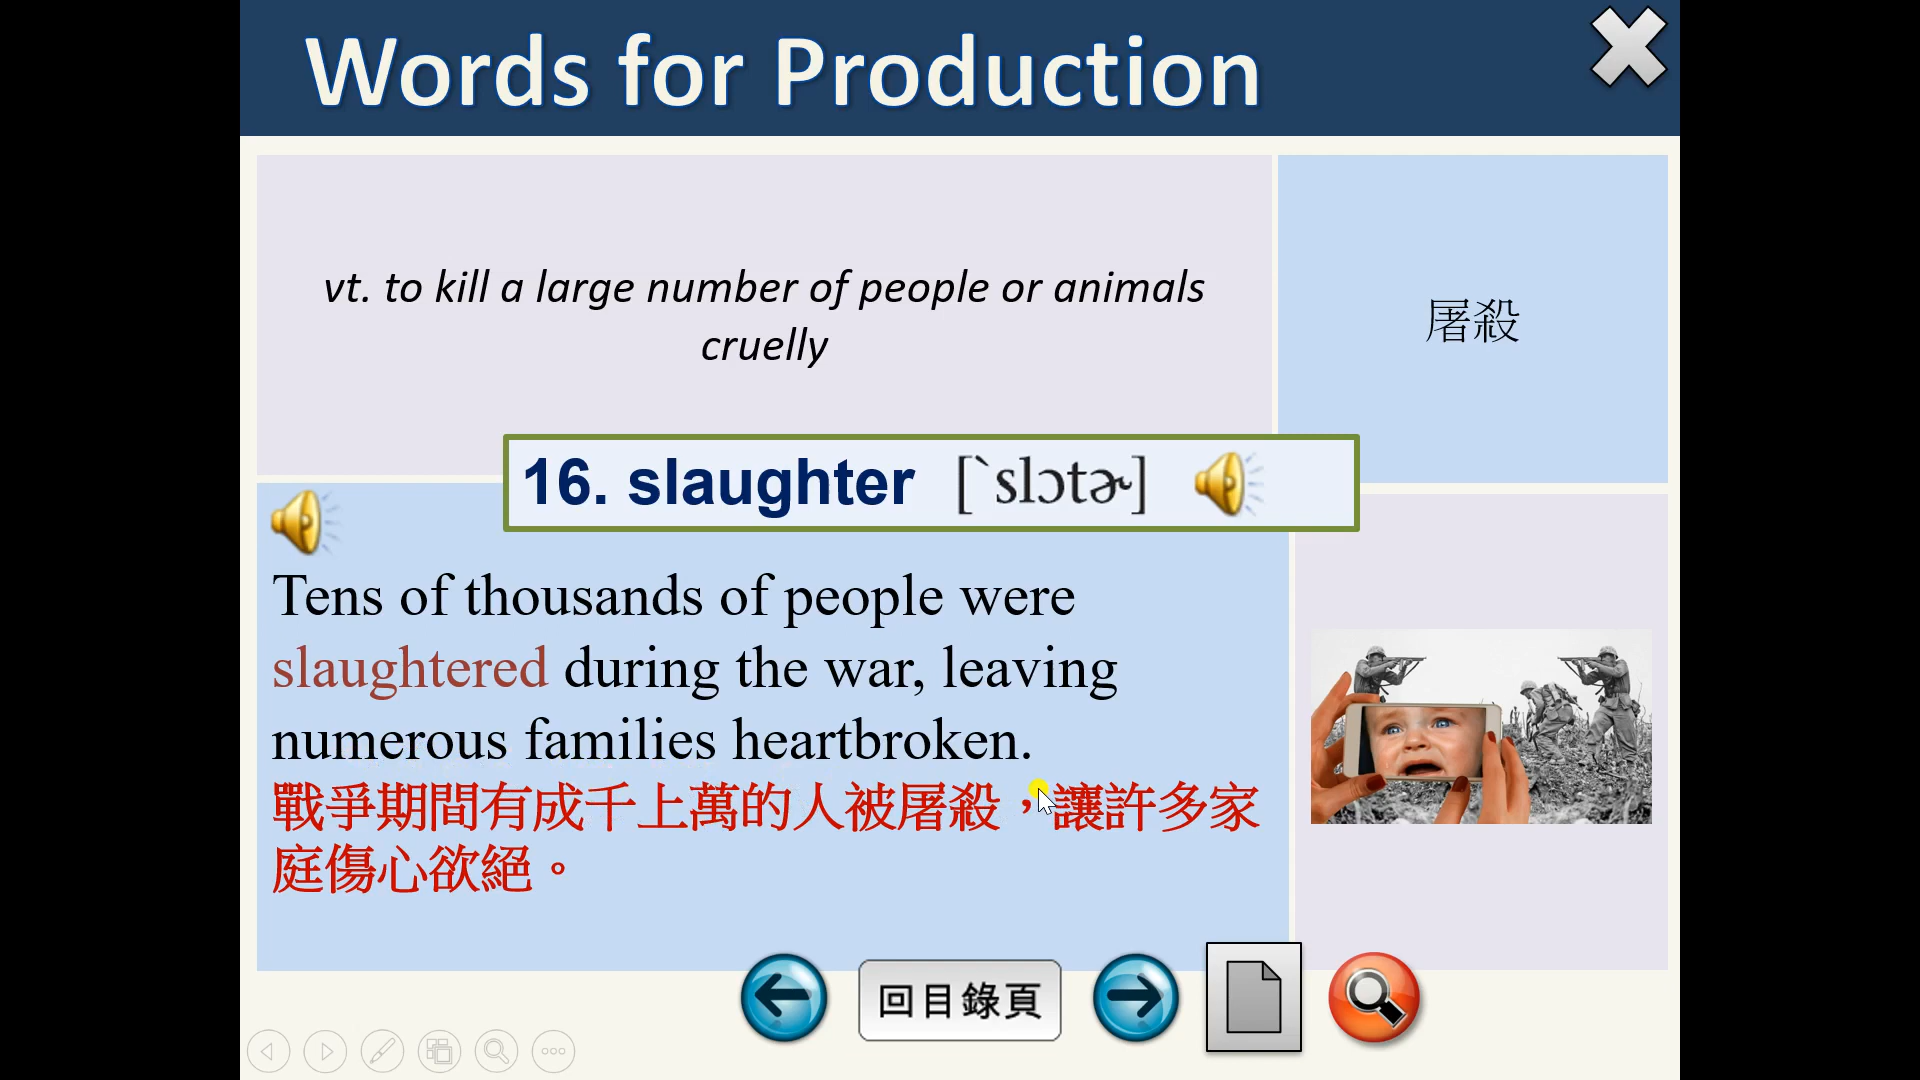 Words for Production
vt. to kill a large number of people or animals
cruelly
屠殺
16. slaughter [ˋslɔtɚ]
Tens of thousands of people were
slaughtered during the war, leaving
numerous families heartbroken.
戰爭期間有成千上萬的人被屠殺，讓許多家
庭傷心欲絕。
回目錄頁